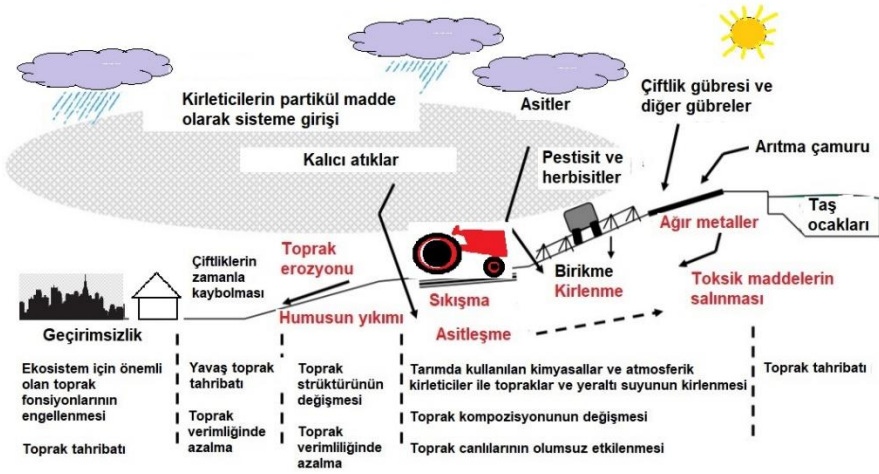 Kirleticilerin partikül madde
olarak sisteme girişi
Asitler
Çiftlik gübresi ve
diğer gübreler
Kalıcı atıklar
Pestisit ve
herbisitler
Arıtma çamuru
Taş
ocakları
Ağır metaller
Toprak
erozyonu
Çiftliklerin
zamanla
kaybolması
Birikme
Kirlenme
Toksik maddelerin
salınması
Sıkışma
Humusun yıkımı
Asitleşme
Geçirimsizlik
Ekosistem için önemli
olan toprak
fonsiyonlarının
engellenmesi
Toprak tahribatı
Yavaş toprak
tahribatı
Toprak
verimliğinde
azalma
Toprak
strüktürünün
değişmesi
Toprak
verimliliğinde
azalma
Tarımda kullanılan kimyasallar ve atmosferik
kirleticiler ile topraklar ve yeraltı suyunun kirlenmesi
Toprak kompozisyonunun değişmesi
Toprak canlılarının olumsuz etkilenmesi
Toprak tahribatı